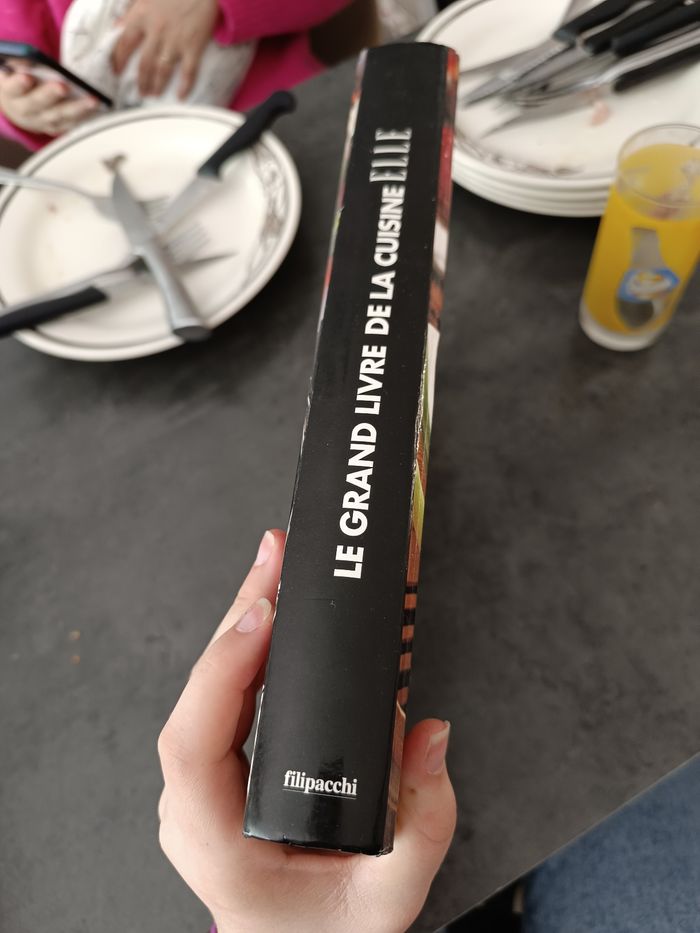 LE GRAND LIVRE DE LA CUISINE ELLE
filipacchi